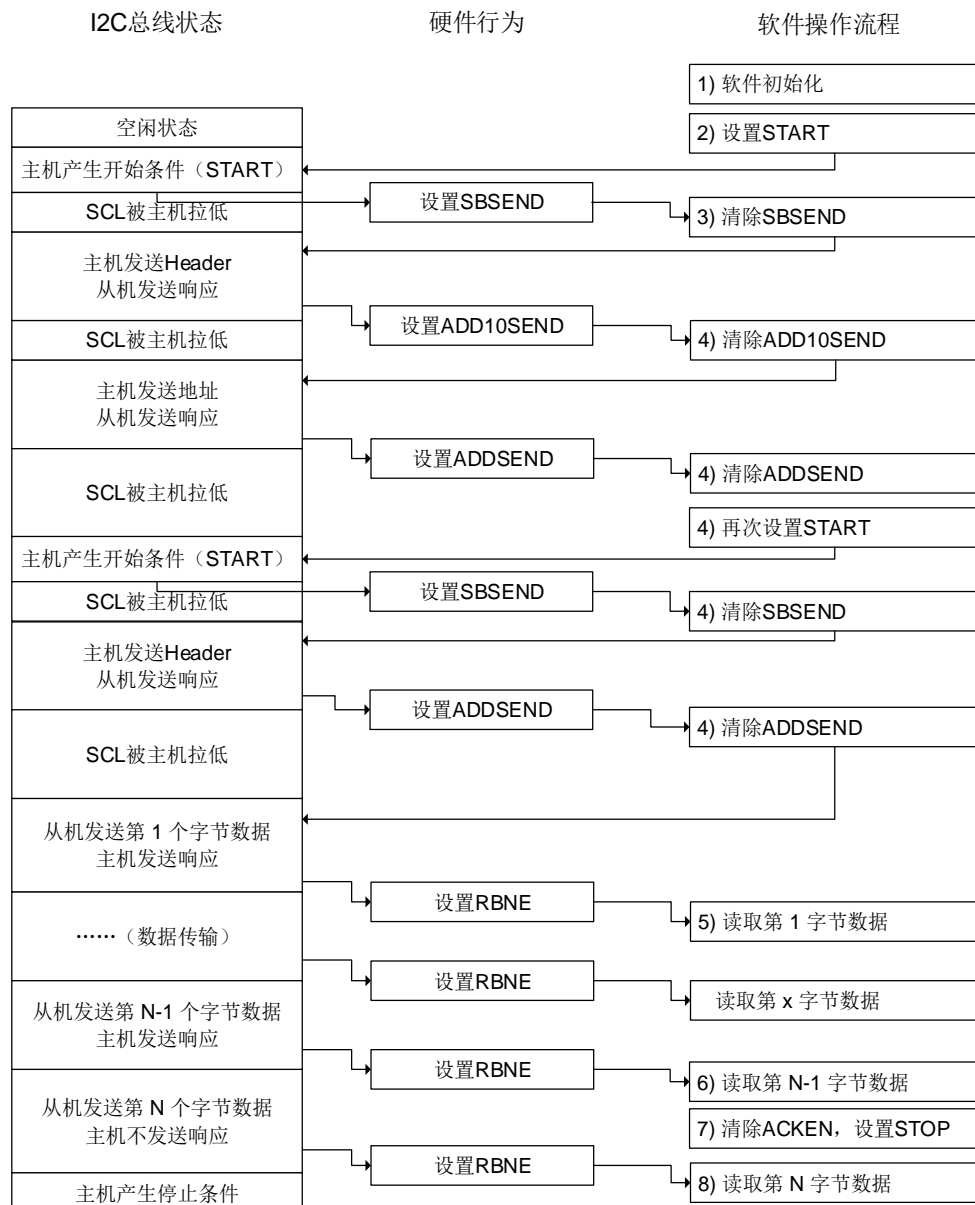 I2C总线状态
硬件行为
软件操作流程
1) 软件初始化
空闲状态
2) 设置START
主机产生开始条件（START）
设置SBSEND
SCL被主机拉低
3) 清除SBSEND
主机发送Header
从机发送响应
设置ADD10SEND
SCL被主机拉低
4) 清除ADD10SEND
主机发送地址
从机发送响应
设置ADDSEND
4) 清除ADDSEND
SCL被主机拉低
4) 再次设置START
主机产生开始条件（START）
设置SBSEND
SCL被主机拉低
4) 清除SBSEND
主机发送Header
从机发送响应
设置ADDSEND
4) 清除ADDSEND
SCL被主机拉低
从机发送第 1 个字节数据
主机发送响应
设置RBNE
5) 读取第 1 字节数据
……（数据传输）
设置RBNE
读取第 x 字节数据
从机发送第 N-1 个字节数据
主机发送响应
设置RBNE
6) 读取第 N-1 字节数据
从机发送第 N 个字节数据
主机不发送响应
7) 清除ACKEN，设置STOP
设置RBNE
8) 读取第 N 字节数据
主机产生停止条件